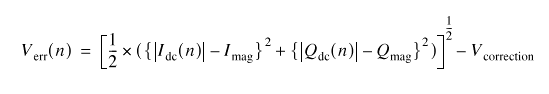 V_err(n) = [1/2 × ({|I_dc(n)| − I_mag}^2 + {|Q_dc(n)| − Q_mag}^2)]^(1/2) − V_correction